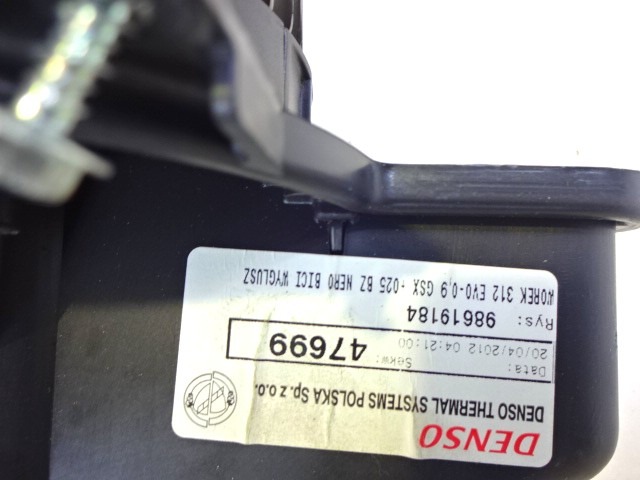 DENSO
DENSO THERMAL SYSTEMS POLSKA Sp. z o.o.
Data: Sekw:
20/04/2012 04:21:00 47699
Rys: 98619184
WOREK 312 EVO-0,9 GSX -025 BZ NERO BICI WYGLUSZ